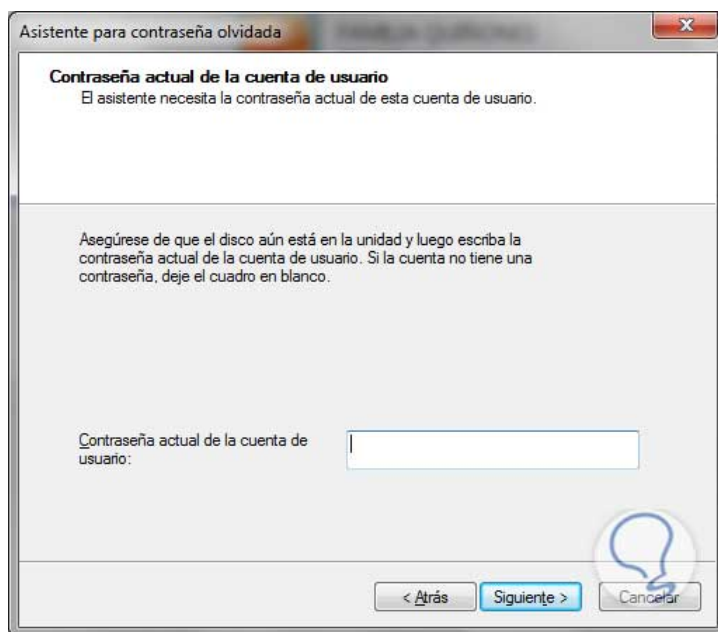 Asistente para contraseña olvidada
Contraseña actual de la cuenta de usuario
El asistente necesita la contraseña actual de esta cuenta de usuario.
Asegúrese de que el disco aún está en la unidad y luego escriba la
contraseña actual de la cuenta de usuario. Si la cuenta no tiene una
contraseña, deje el cuadro en blanco.
Contraseña actual de la cuenta de
usuario:
< Atrás Siguiente > Cancelar